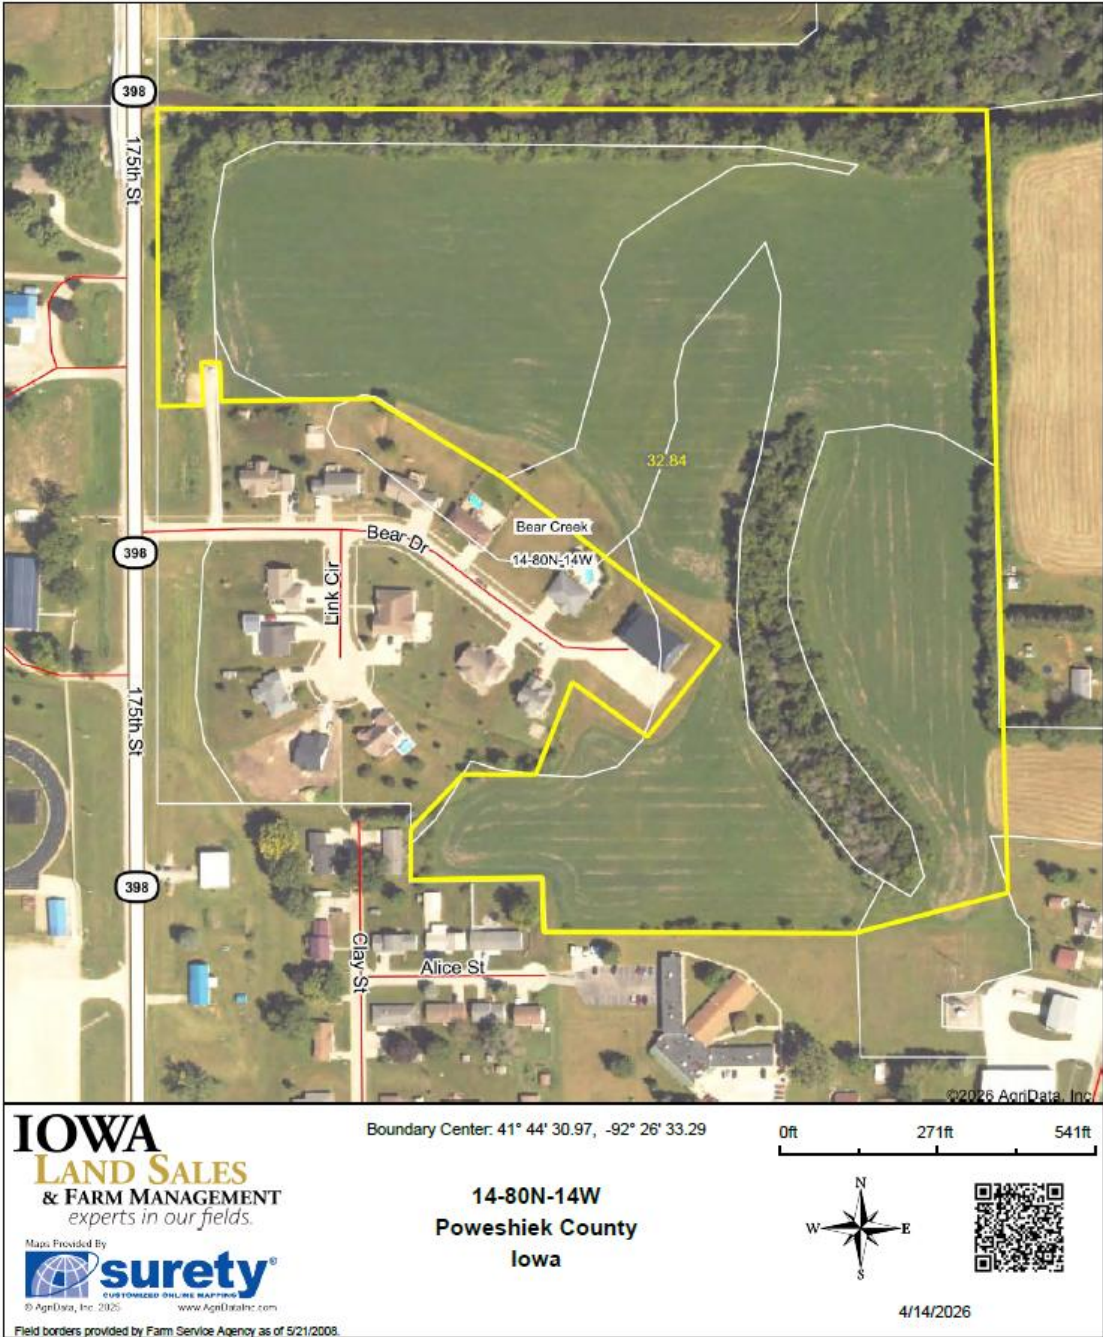 398
175th St
32.84
Bear Creek
14-80N-14W
Bear Dr
Link Cir
398
175th St
398
Clay St
Alice St
©2026 AgriData, Inc.
IOWA
LAND SALES
& FARM MANAGEMENT
experts in our fields.
Maps Provided By
surety®
CUSTOMIZED ONLINE MAPPING
© AgriData, Inc. 2025 www.AgriDataInc.com
Field borders provided by Farm Service Agency as of 5/21/2008.
Boundary Center: 41° 44' 30.97, -92° 26' 33.29
14-80N-14W
Poweshiek County
Iowa
0ft 271ft 541ft
N
W E
S
4/14/2026